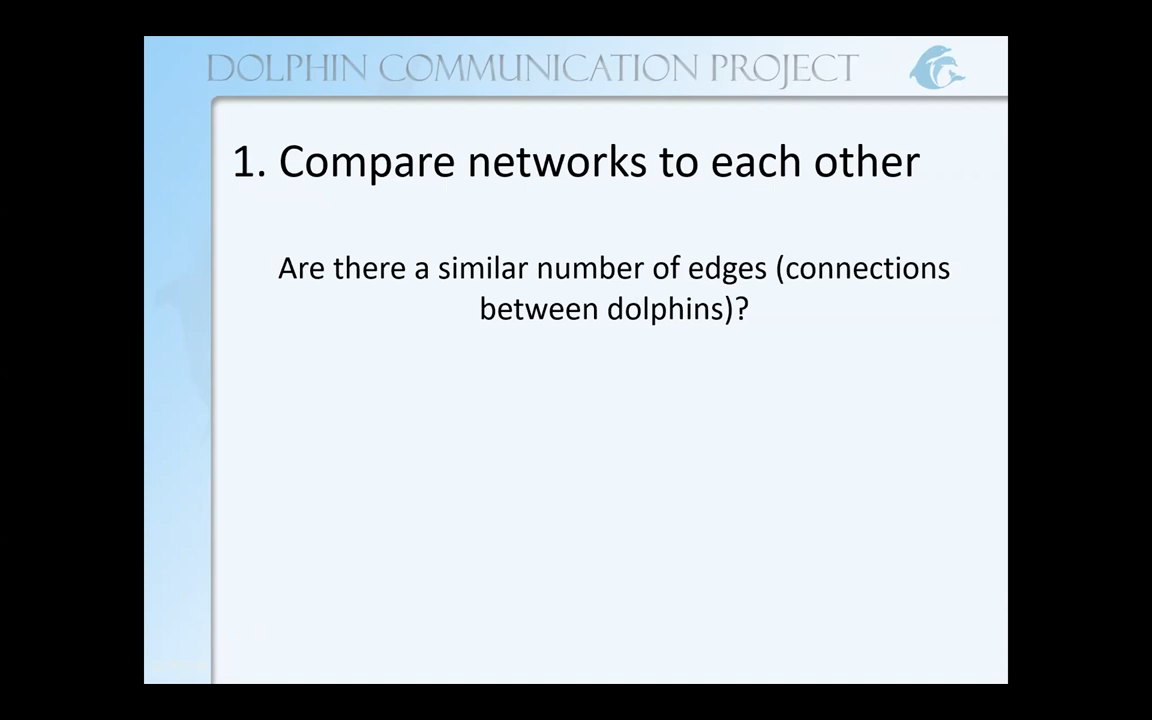 DOLPHIN COMMUNICATION PROJECT
1. Compare networks to each other
Are there a similar number of edges (connections
between dolphins)?